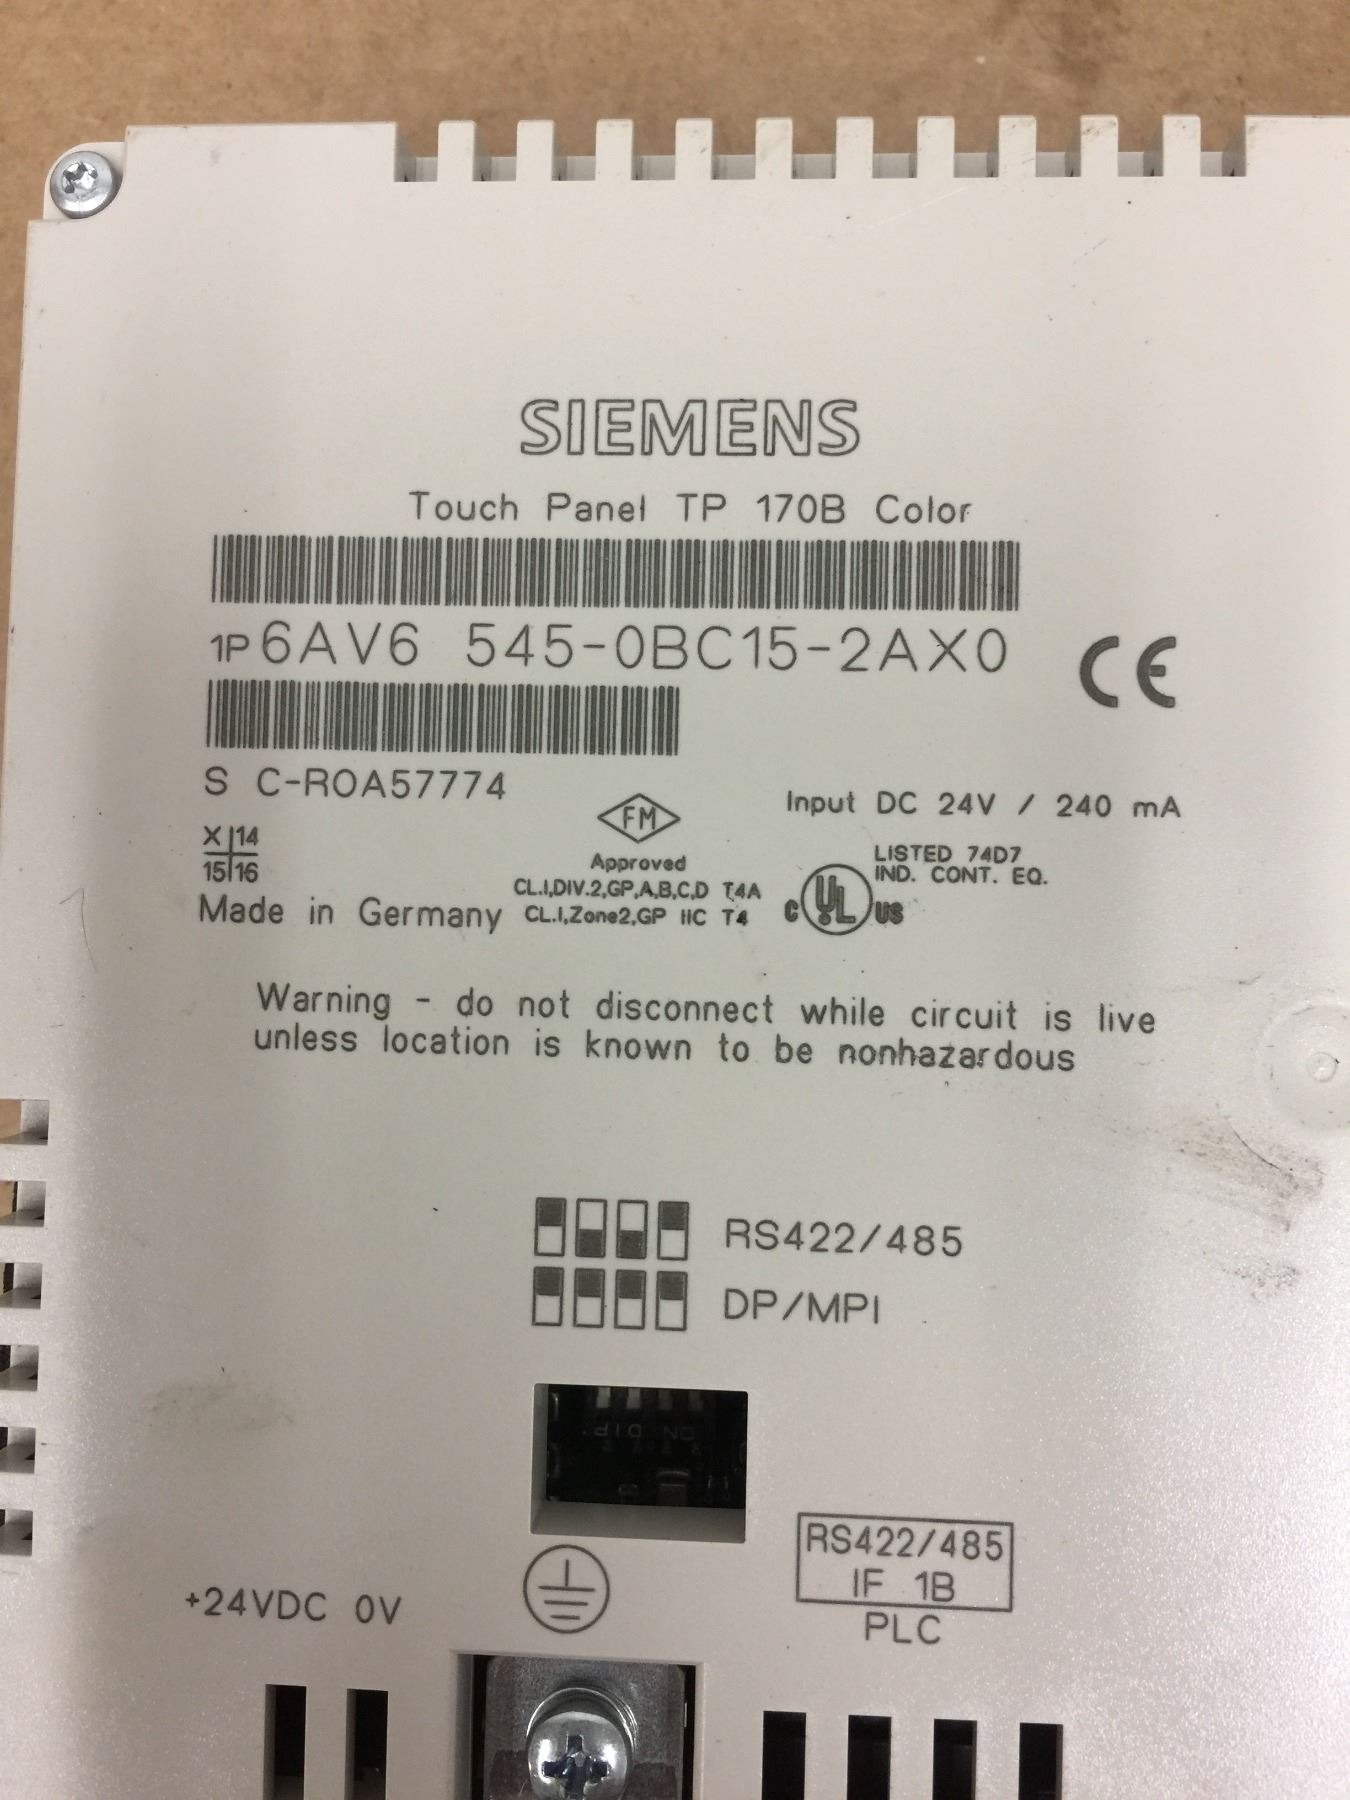 SIEMENS
Touch Panel TP 170B Color
1P 6AV6 545-0BC15-2AX0
CE
S C-R0A57774
Input DC 24V / 240 mA
FM
X 14
15 16
Approved
LISTED 74D7
IND. CONT. EQ.
CL.I,DIV.2,GP,A,B,C,D T4A
Made in Germany
CL.I,Zone2,GP IIC T4
C UL US
Warning - do not disconnect while circuit is live
unless location is known to be nonhazardous
RS422/485
DP/MPI
ON DIP
RS422/485
IF 1B
+24VDC 0V
PLC